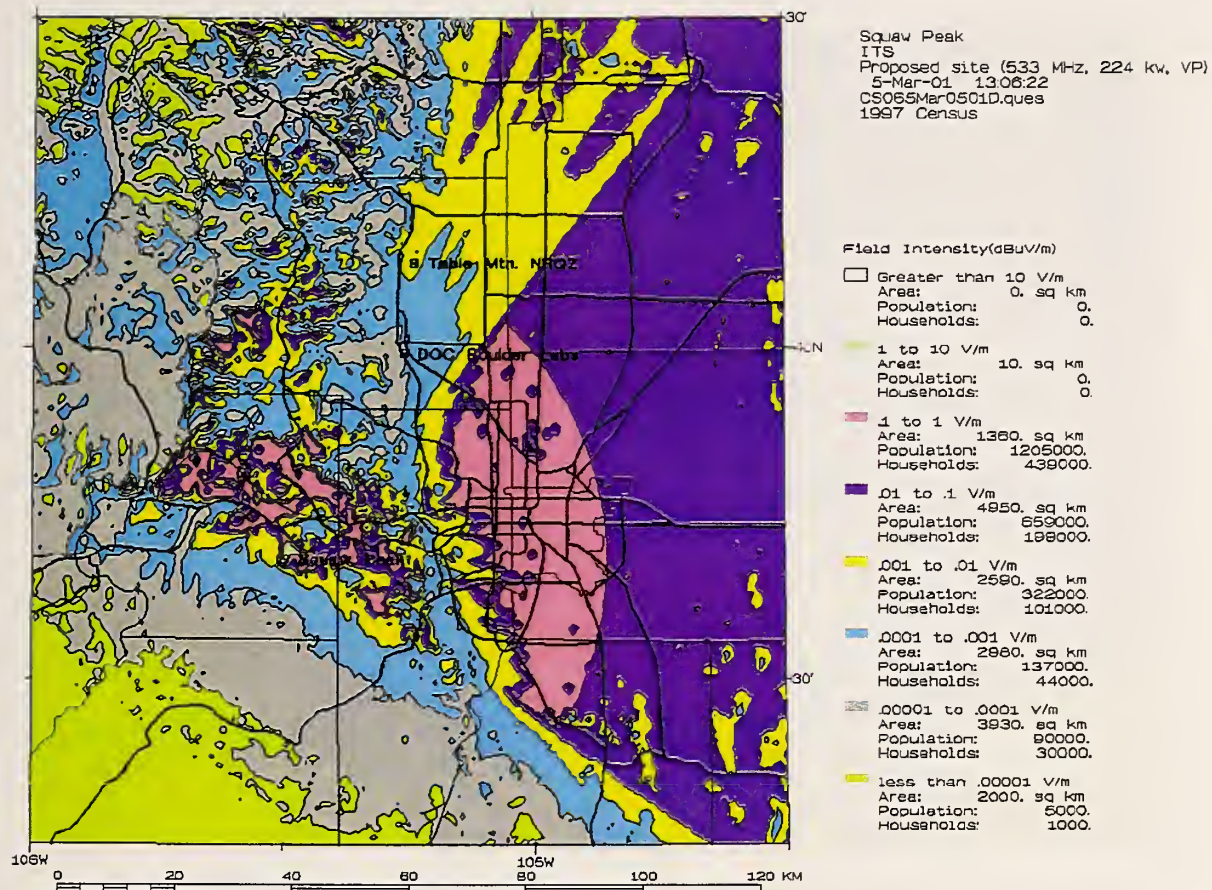 30'
Squaw Peak
ITS
Proposed site (533 MHz, 224 kw, VP)
5-Mar-01 13:06:22
CS065Mar0501D.ques
1997 Census
Field Intensity(dBuV/m)
Greater than 10 V/m
Area: 0. sq km
Population: 0.
Households: 0.
1 to 10 V/m
Area: 10. sq km
Population: 0.
Households: 0.
.1 to 1 V/m
Area: 1360. sq km
Population: 1205000.
Households: 439000.
.01 to .1 V/m
Area: 4950. sq km
Population: 659000.
Households: 198000.
.001 to .01 V/m
Area: 2590. sq km
Population: 322000.
Households: 101000.
.0001 to .001 V/m
Area: 2980. sq km
Population: 137000.
Households: 44000.
.00001 to .0001 V/m
Area: 3930. sq km
Population: 90000.
Households: 30000.
less than .00001 V/m
Area: 2000. sq km
Population: 5000.
Households: 1000.
Table Mtn. NRQZ
DOC Boulder Labs
40N
30'
106W
105W
0 20 40 60 80 100 120 KM